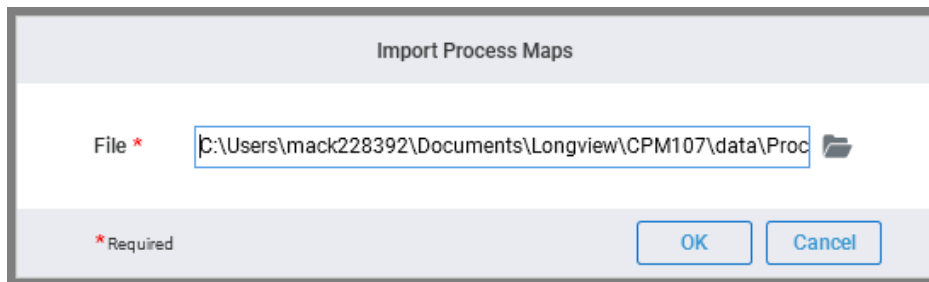 Import Process Maps
File * C:\Users\mack228392\Documents\Longview\CPM107\data\Proc
*Required OK Cancel